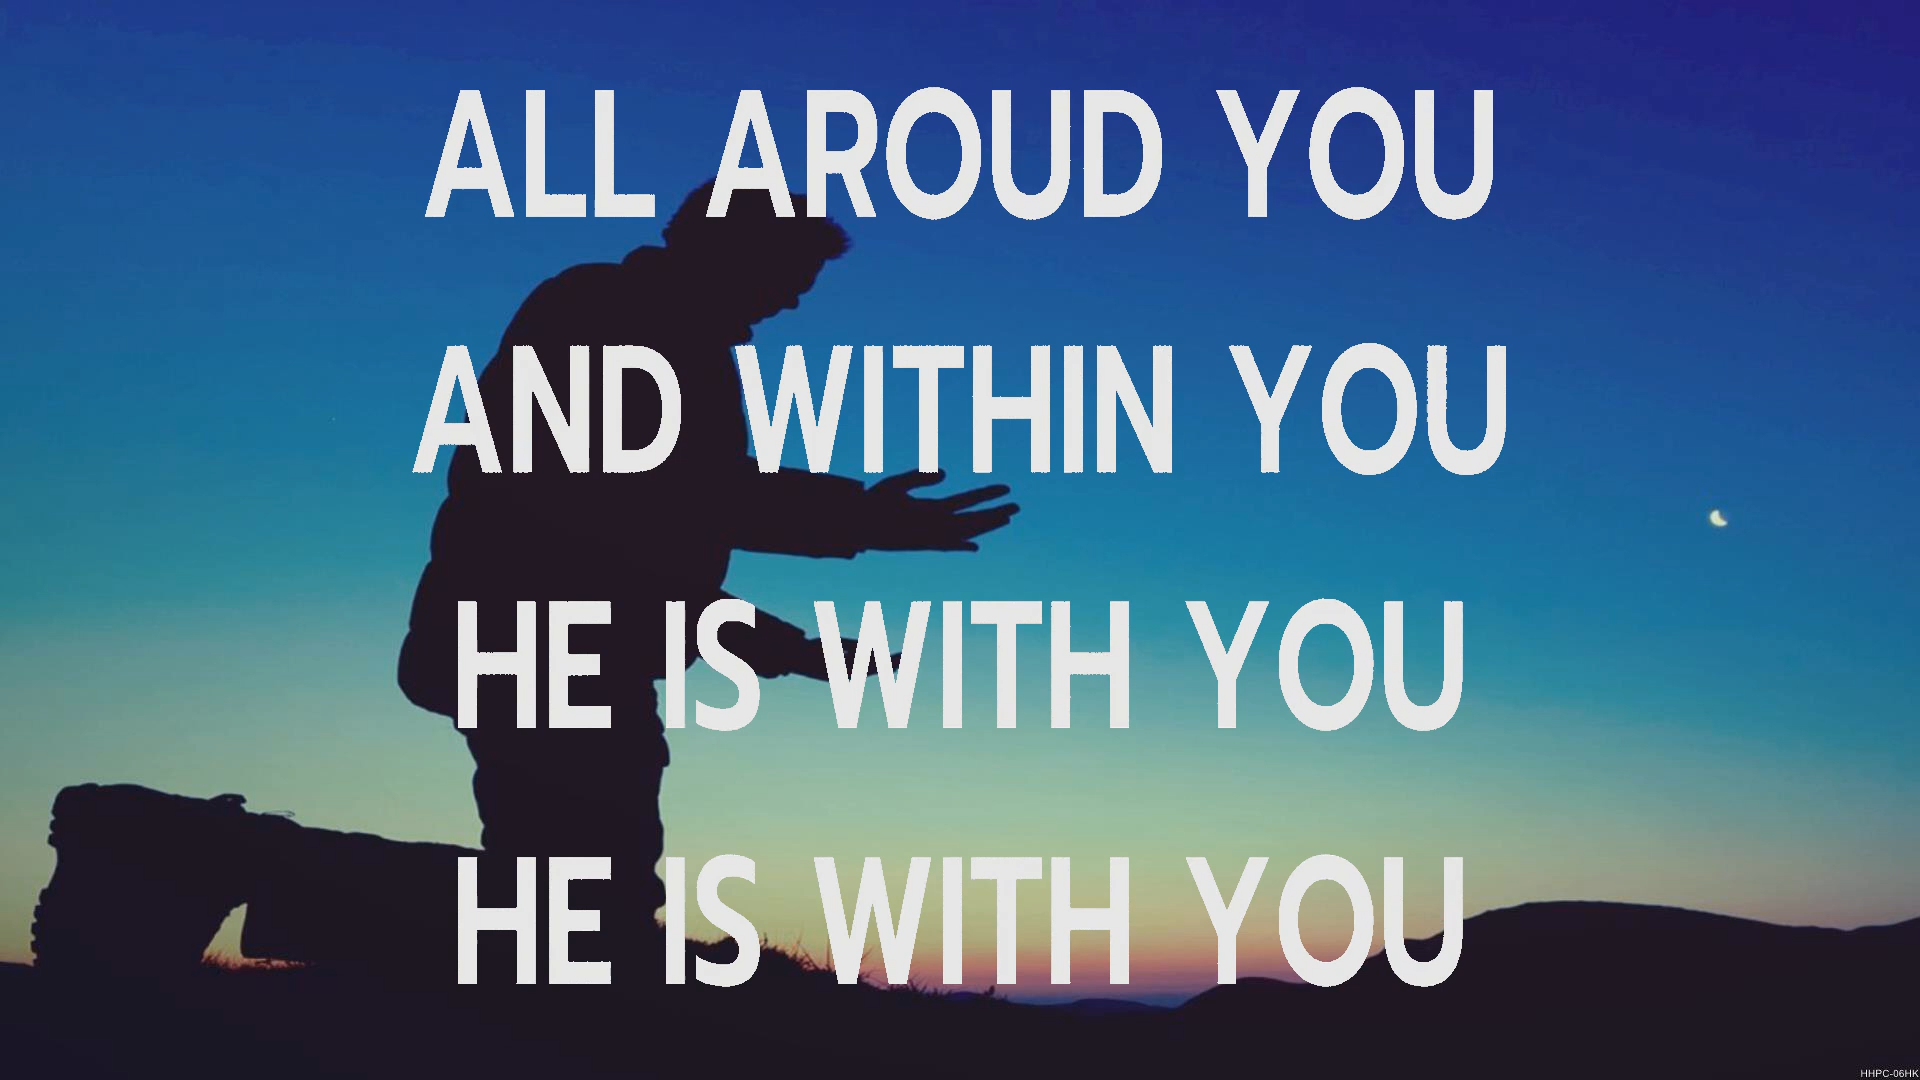 ALL AROUD YOU
AND WITHIN YOU
HE IS WITH YOU
HE IS WITH YOU
HHPC-06HK